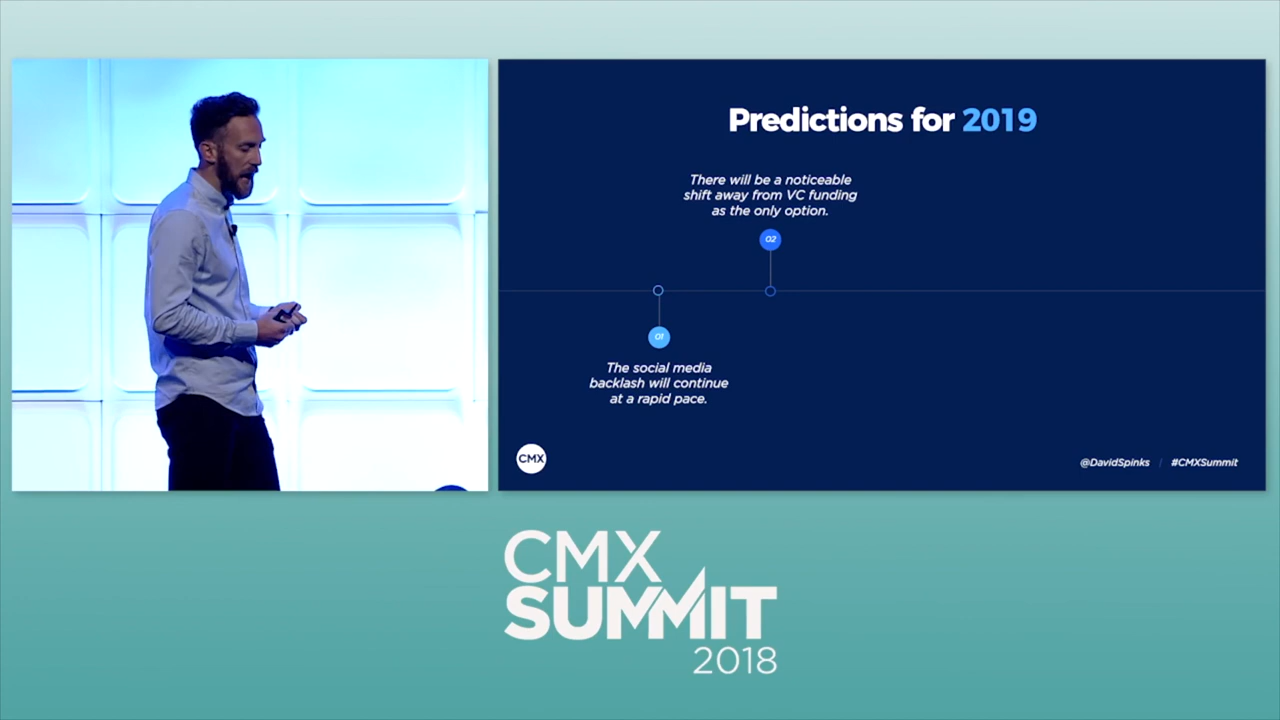 Predictions for 2019
There will be a noticeable
shift away from VC funding
as the only option.
02
01
The social media
backlash will continue
at a rapid pace.
CMX
@DavidSpinks | #CMXSummit
CMX
SUMMIT
2018